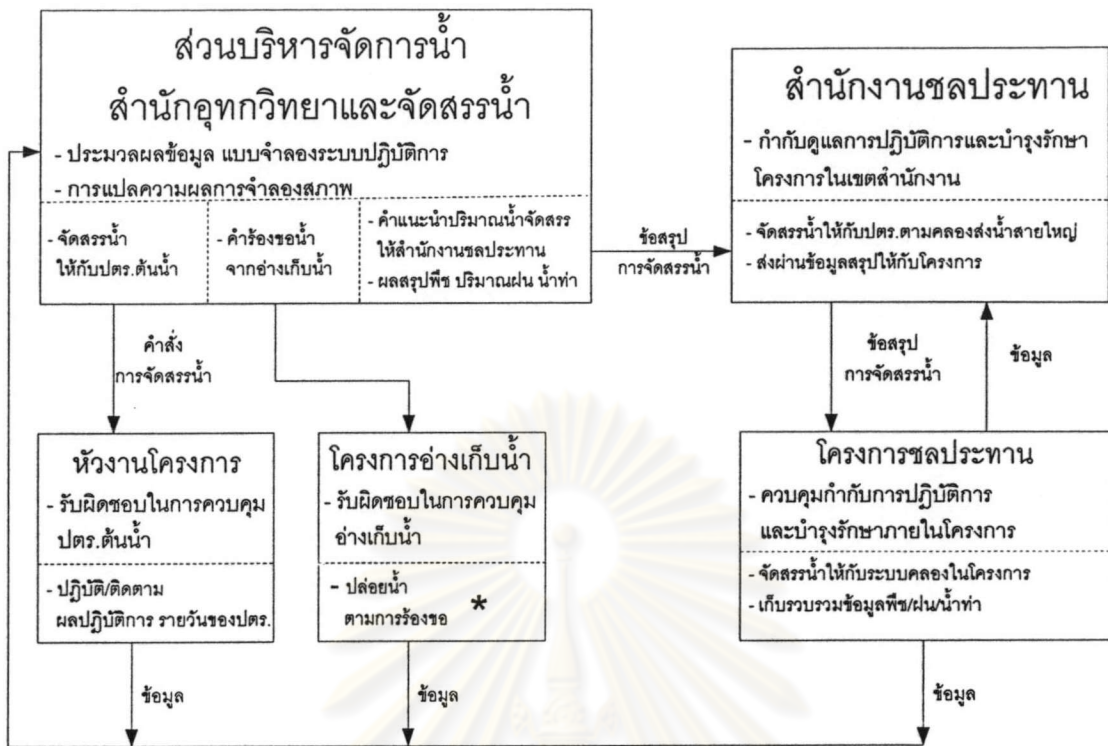 ส่วนบริหารจัดการน้ำ
สำนักอุทกวิทยาและจัดสรรน้ำ
- ประมวลผลข้อมูล แบบจำลองระบบปฏิบัติการ
- การแปลความผลการจำลองสภาพ
- จัดสรรน้ำ
ให้กับปตร.ต้นน้ำ
- คำร้องขอน้ำ
จากอ่างเก็บน้ำ
- คำแนะนำปริมาณน้ำจัดสรร
ให้สำนักงานชลประทาน
- ผลสรุปพืช ปริมาณฝน น้ำท่า
ข้อสรุป
การจัดสรรน้ำ
สำนักงานชลประทาน
- กำกับดูแลการปฏิบัติการและบำรุงรักษา
โครงการในเขตสำนักงาน
- จัดสรรน้ำให้กับปตร.ตามคลองส่งน้ำสายใหญ่
- ส่งผ่านข้อมูลสรุปให้กับโครงการ
คำสั่ง
การจัดสรรน้ำ
ข้อสรุป
การจัดสรรน้ำ
ข้อมูล
หัวงานโครงการ
- รับผิดชอบในการควบคุม
ปตร.ต้นน้ำ
- ปฏิบัติ/ติดตาม
ผลปฏิบัติการ รายวันของปตร.
โครงการอ่างเก็บน้ำ
- รับผิดชอบในการควบคุม
อ่างเก็บน้ำ
- ปล่อยน้ำ
ตามการร้องขอ *
โครงการชลประทาน
- ควบคุมกำกับการปฏิบัติการ
และบำรุงรักษาภายในโครงการ
- จัดสรรน้ำให้กับระบบคลองในโครงการ
- เก็บรวบรวมข้อมูลพืช/ฝน/น้ำท่า
ข้อมูล
ข้อมูล
ข้อมูล